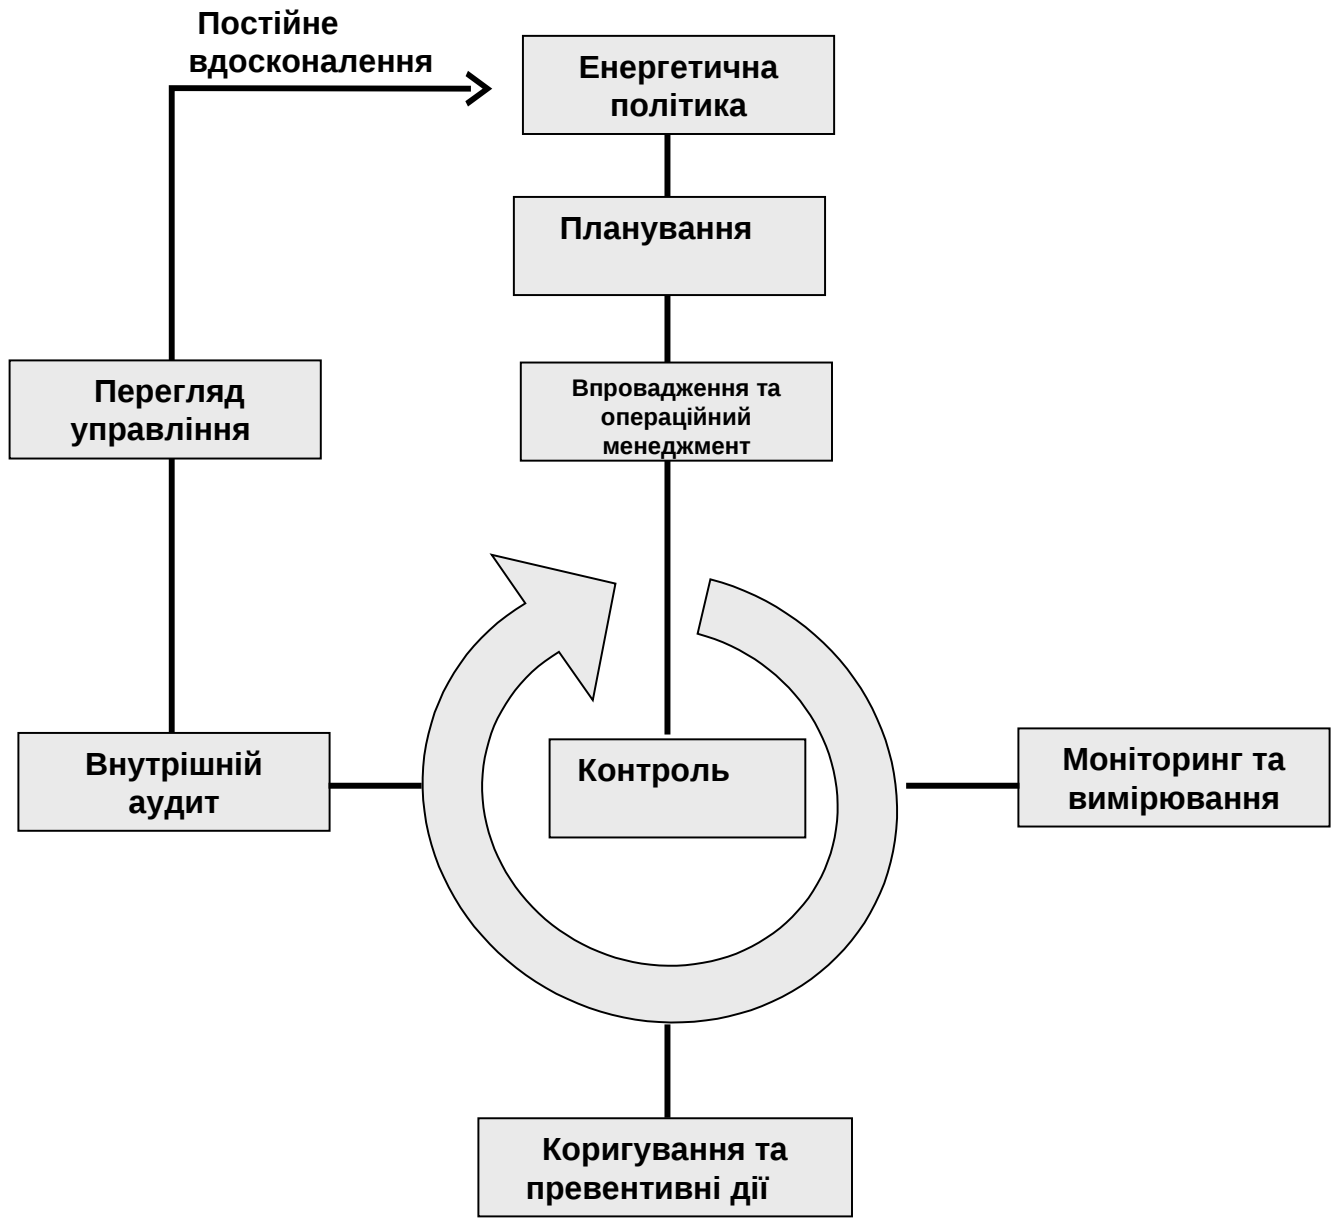 Постійне
вдосконалення
Енергетична
політика
Планування
Перегляд
управління
Впровадження та
операційний
менеджмент
Внутрішній
аудит
Контроль
Моніторинг та
вимірювання
Коригування та
превентивні дії